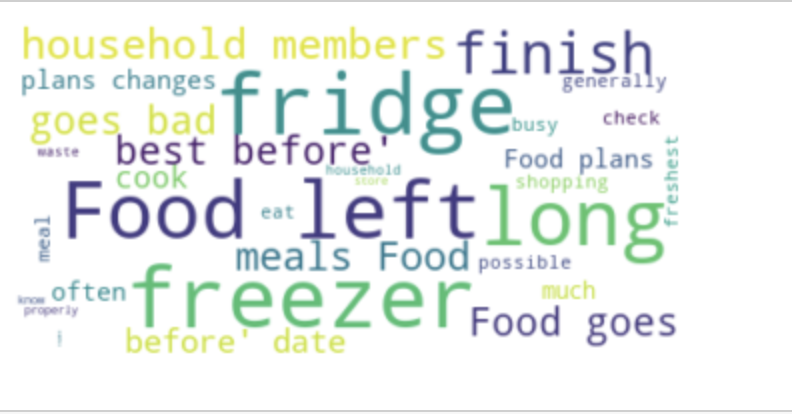 household members
finish
plans changes
fridge
generally
goes bad
busy
check
waste
best before'
Food plans
household
freshest
cook
store
shopping
Food left
long
eat
meal
meals Food
possible
often
freezer
much
know
properly
Food goes
i
before' date